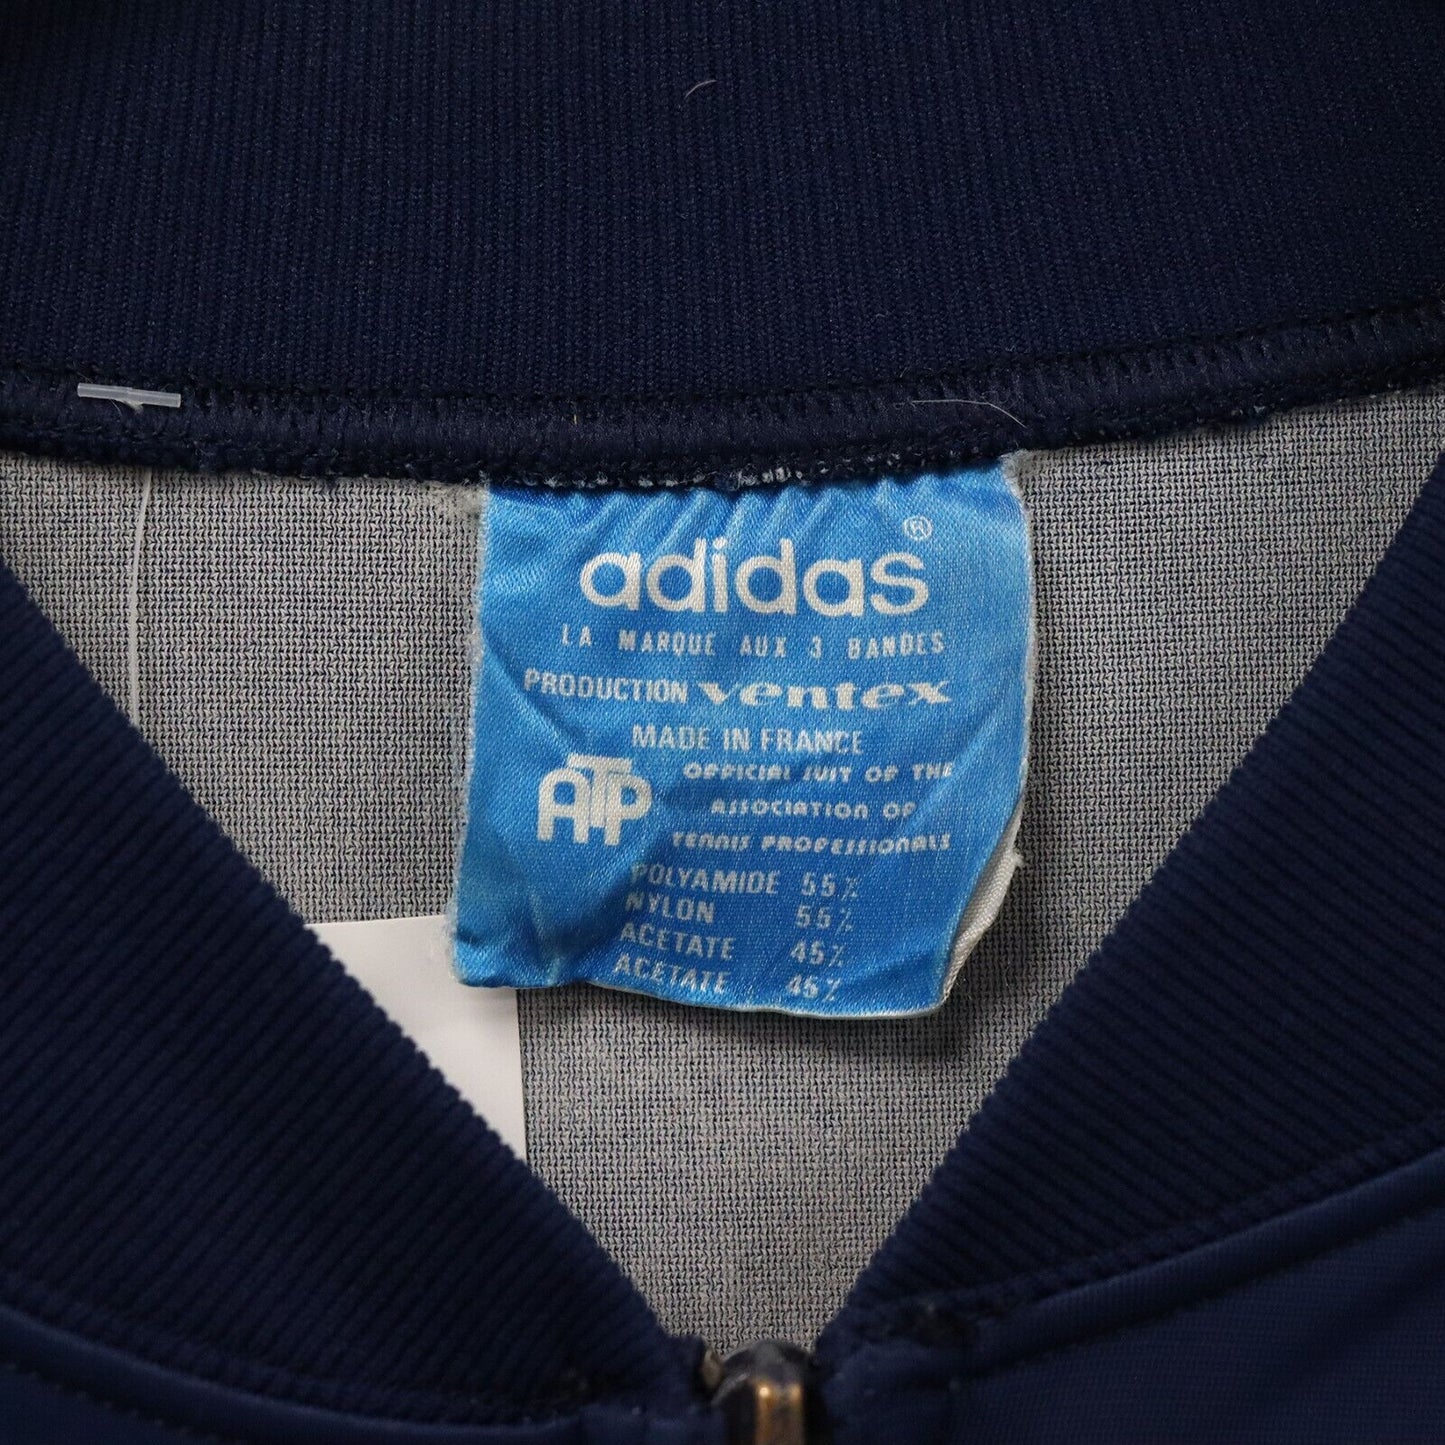 adidas®
LA MARQUE AUX 3 BANDES
PRODUCTION ventex
MADE IN FRANCE
ATP
OFFICIAL SUIT OF THE
ASSOCIATION OF
TENNIS PROFESSIONALS
POLYAMIDE 55%
NYLON 55%
ACETATE 45%
ACETATE 45%